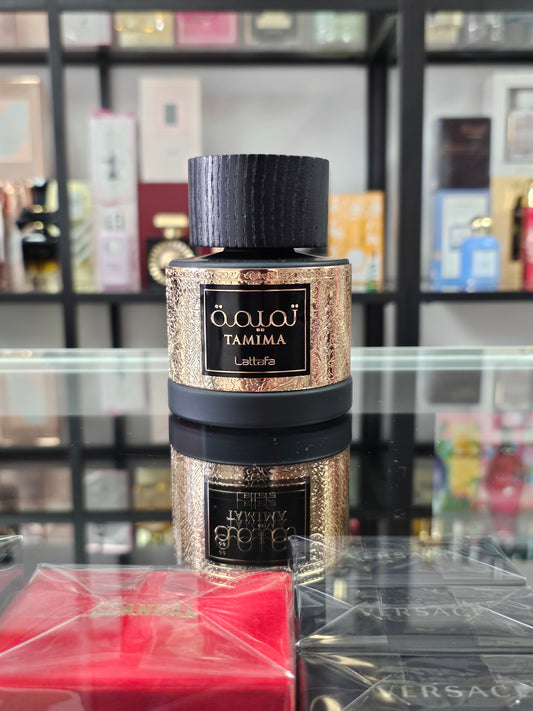 تميمة
TAMIMA
Lattafa
VERSACE
VERSACE